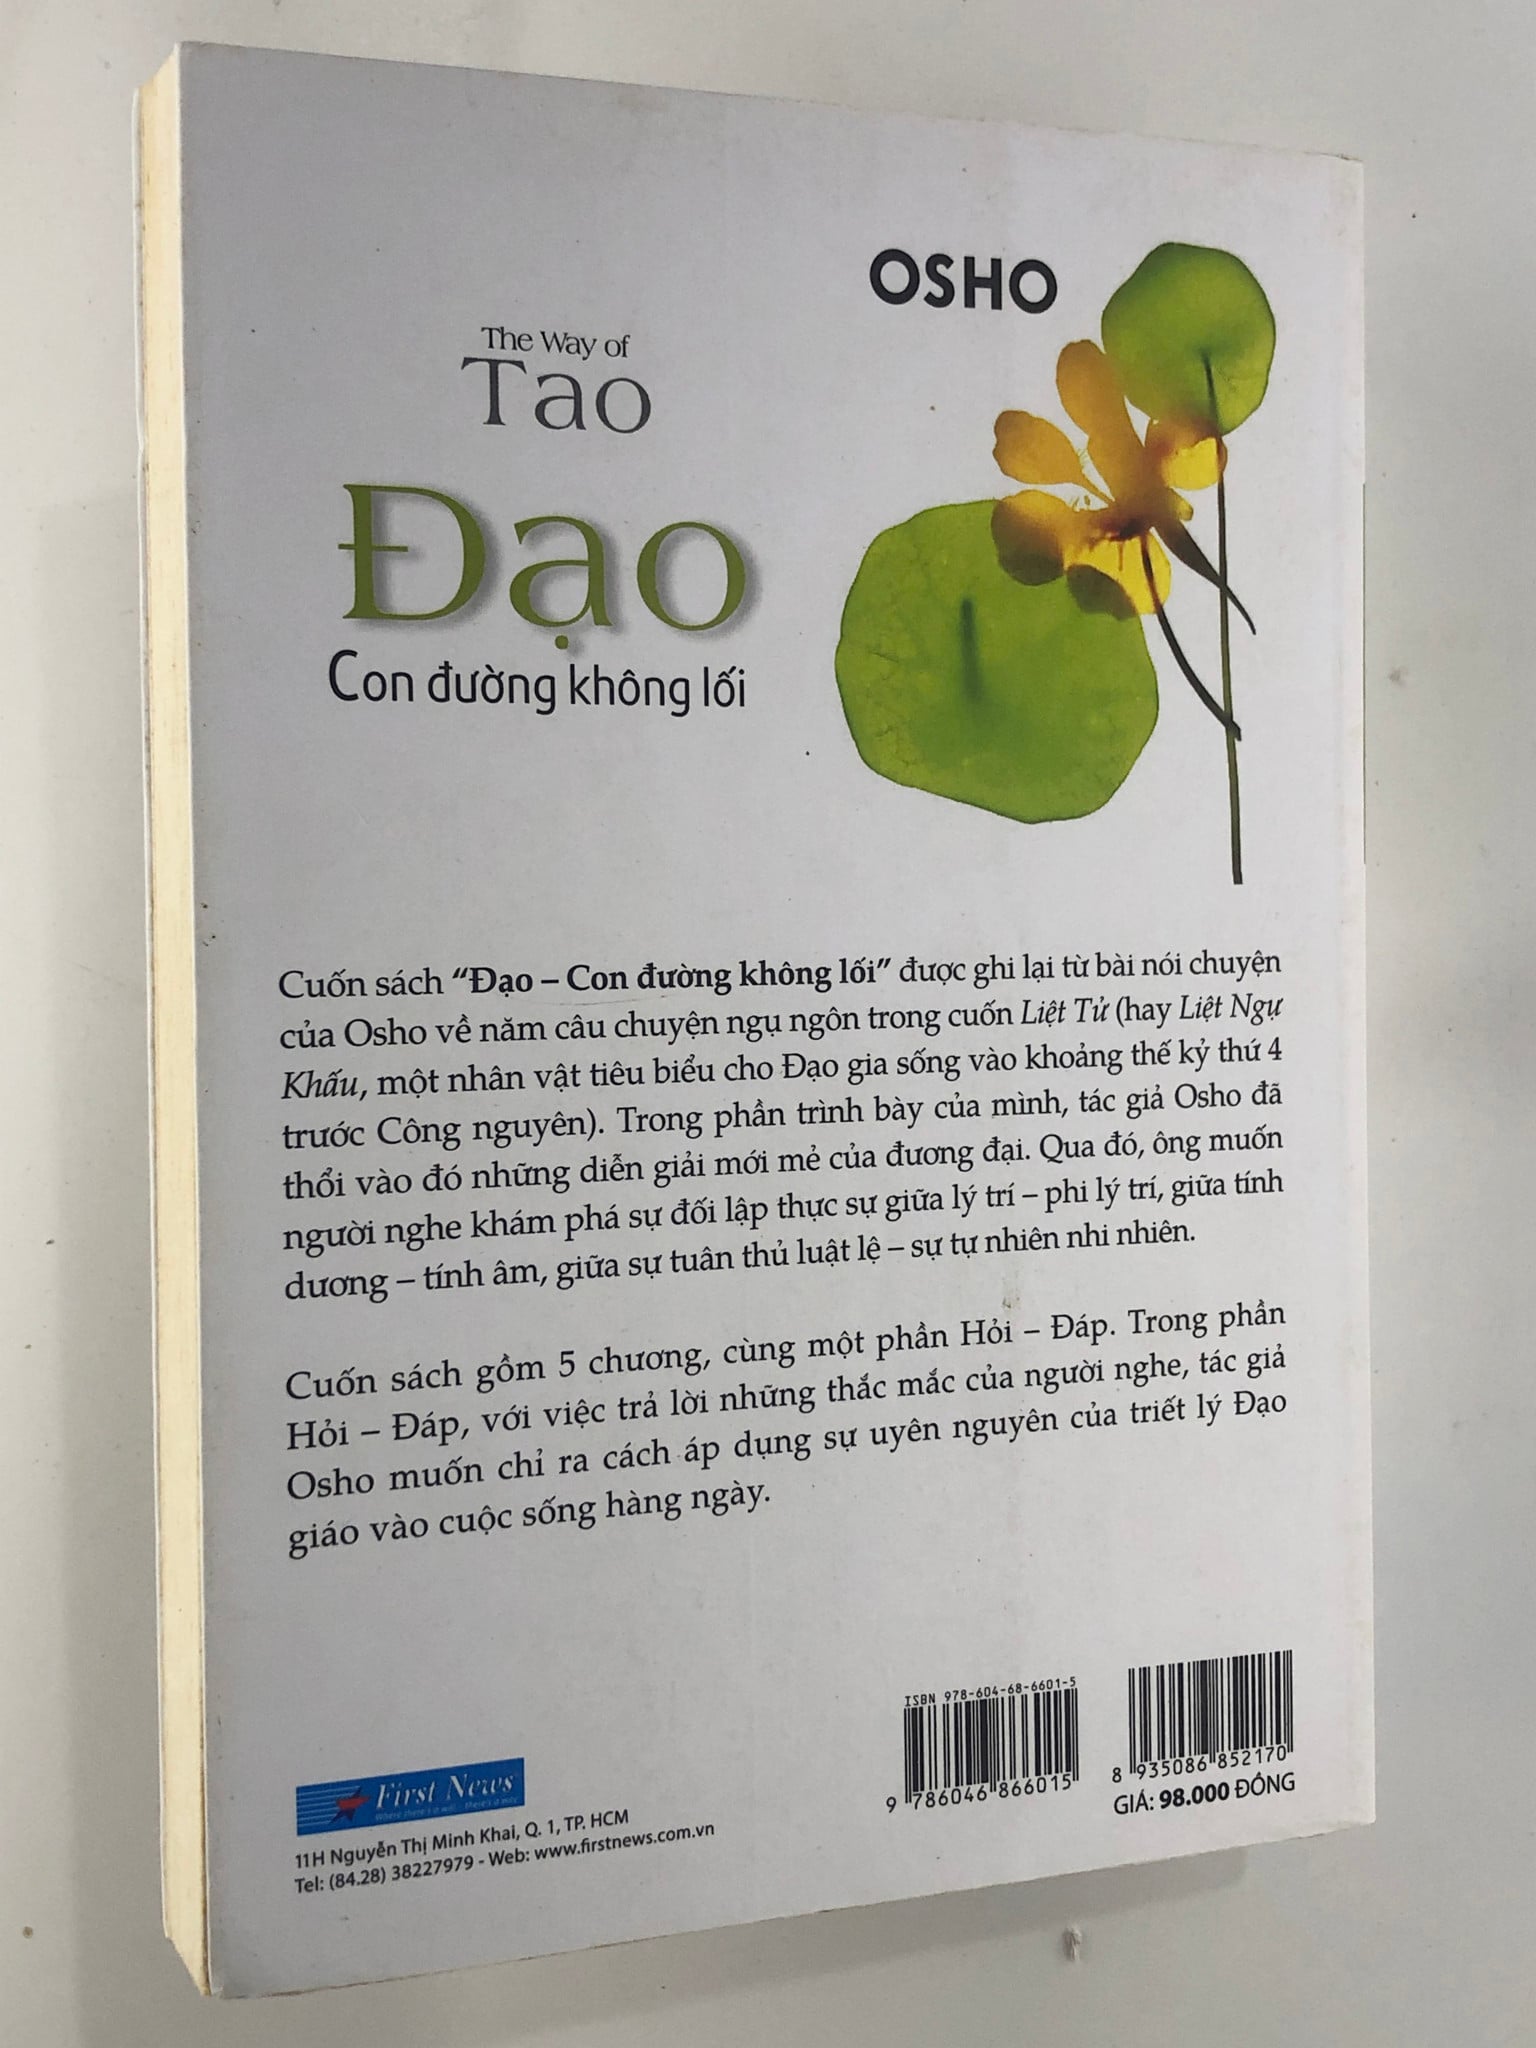 OSHO
The Way of
Tao
Đạo
Con đường không lối
Cuốn sách “Đạo – Con đường không lối” được ghi lại từ bài nói chuyện
của Osho về năm câu chuyện ngụ ngôn trong cuốn Liệt Tử (hay Liệt Ngự
Khấu, một nhân vật tiêu biểu cho Đạo gia sống vào khoảng thế kỷ thứ 4
trước Công nguyên). Trong phần trình bày của mình, tác giả Osho đã
thổi vào đó những diễn giải mới mẻ của đương đại. Qua đó, ông muốn
người nghe khám phá sự đối lập thực sự giữa lý trí – phi lý trí, giữa tính
dương – tính âm, giữa sự tuân thủ luật lệ – sự tự nhiên nhi nhiên.
Cuốn sách gồm 5 chương, cùng một phần Hỏi – Đáp. Trong phần
Hỏi – Đáp, với việc trả lời những thắc mắc của người nghe, tác giả
Osho muốn chỉ ra cách áp dụng sự uyên nguyên của triết lý Đạo
giáo vào cuộc sống hàng ngày.
First News
Where there's a will - there's a way
11H Nguyễn Thị Minh Khai, Q. 1, TP. HCM
Tel: (84.28) 38227979 - Web: www.firstnews.com.vn
ISBN 978-604-68-6601-5
9 786046 866015
8 935086 852170
GIÁ: 98.000 ĐỒNG